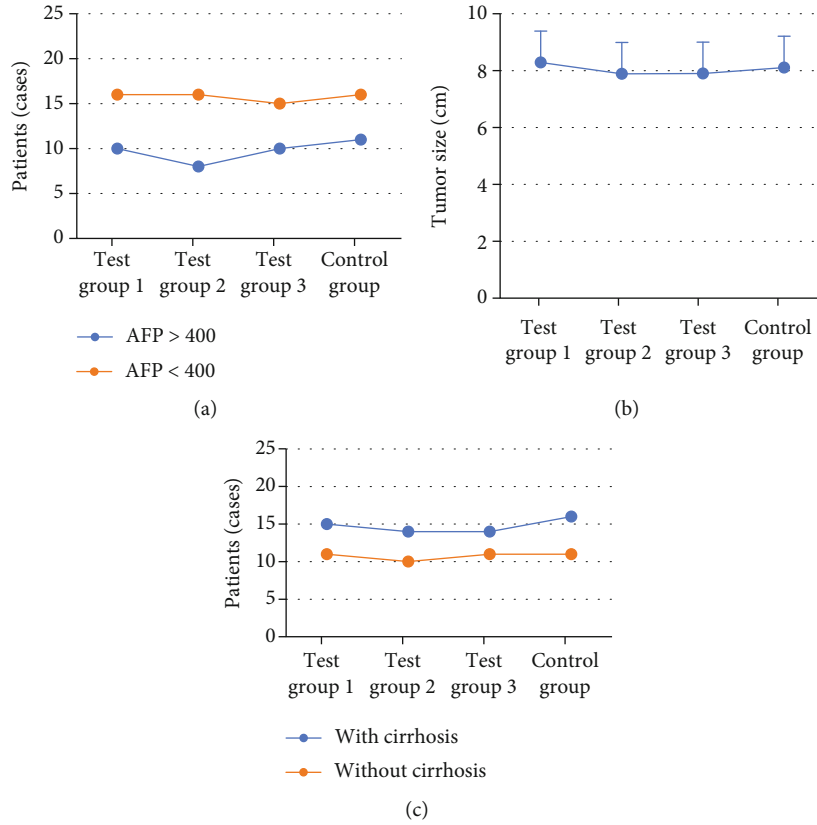 25
20
15
10
5
0
Patients (cases)
Test group 1
Test group 2
Test group 3
Control group
AFP > 400
AFP < 400
(a)
10
8
6
4
2
0
Tumor size (cm)
Test group 1
Test group 2
Test group 3
Control group
(b)
25
20
15
10
5
0
Patients (cases)
Test group 1
Test group 2
Test group 3
Control group
With cirrhosis
Without cirrhosis
(c)